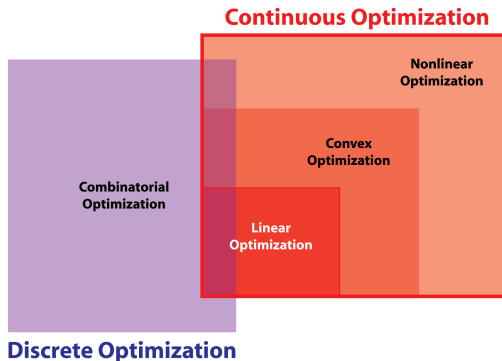 Continuous Optimization
Nonlinear
Optimization
Convex
Optimization
Combinatorial
Optimization
Linear
Optimization
Discrete Optimization